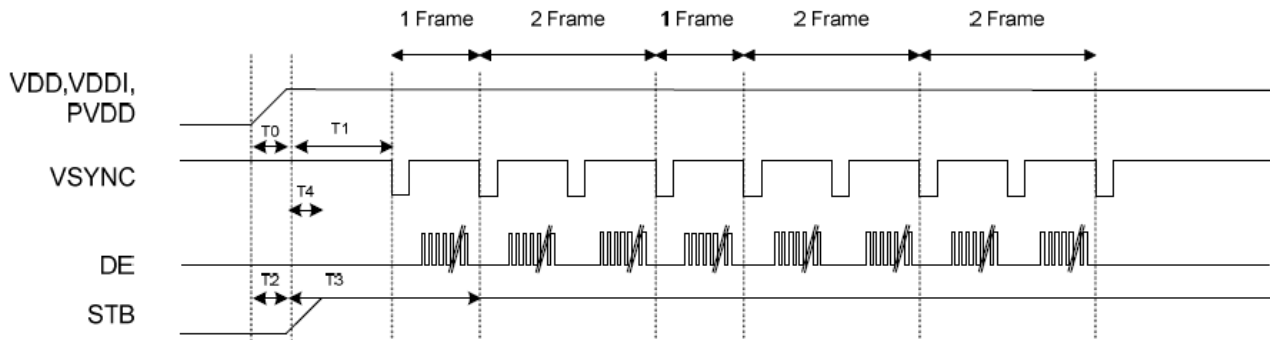 1 Frame 2 Frame 1 Frame 2 Frame 2 Frame
VDD,VDDI,
PVDD
T0 T1
VSYNC
T4
DE
T2 T3
STB